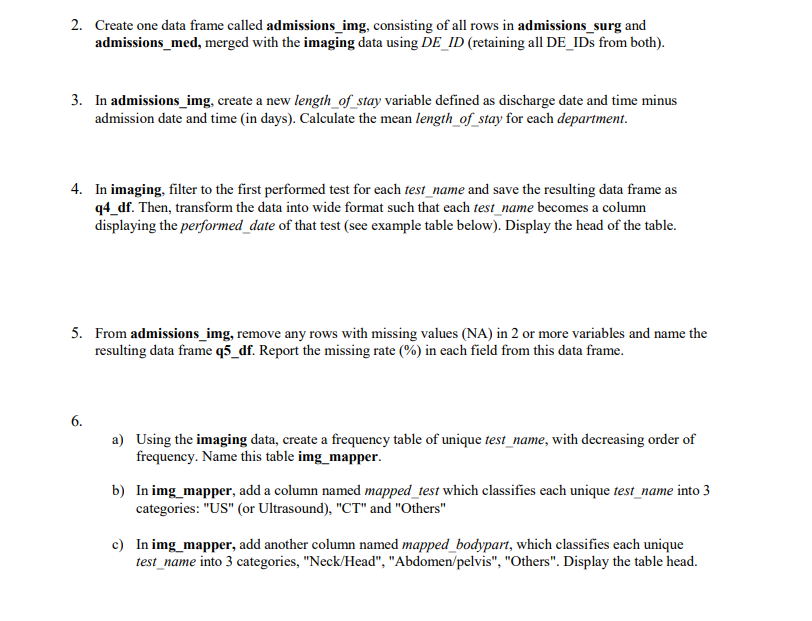 2. Create one data frame called admissions_img, consisting of all rows in admissions_surg and
admissions_med, merged with the imaging data using DE_ID (retaining all DE_IDs from both).
3. In admissions_img, create a new length_of_stay variable defined as discharge date and time minus
admission date and time (in days). Calculate the mean length_of_stay for each department.
4. In imaging, filter to the first performed test for each test_name and save the resulting data frame as
q4_df. Then, transform the data into wide format such that each test_name becomes a column
displaying the performed_date of that test (see example table below). Display the head of the table.
5. From admissions_img, remove any rows with missing values (NA) in 2 or more variables and name the
resulting data frame q5_df. Report the missing rate (%) in each field from this data frame.
6.
a) Using the imaging data, create a frequency table of unique test_name, with decreasing order of
frequency. Name this table img_mapper.
b) In img_mapper, add a column named mapped_test which classifies each unique test_name into 3
categories: "US" (or Ultrasound), "CT" and "Others"
c) In img_mapper, add another column named mapped_bodypart, which classifies each unique
test_name into 3 categories, "Neck/Head", "Abdomen/pelvis", "Others". Display the table head.